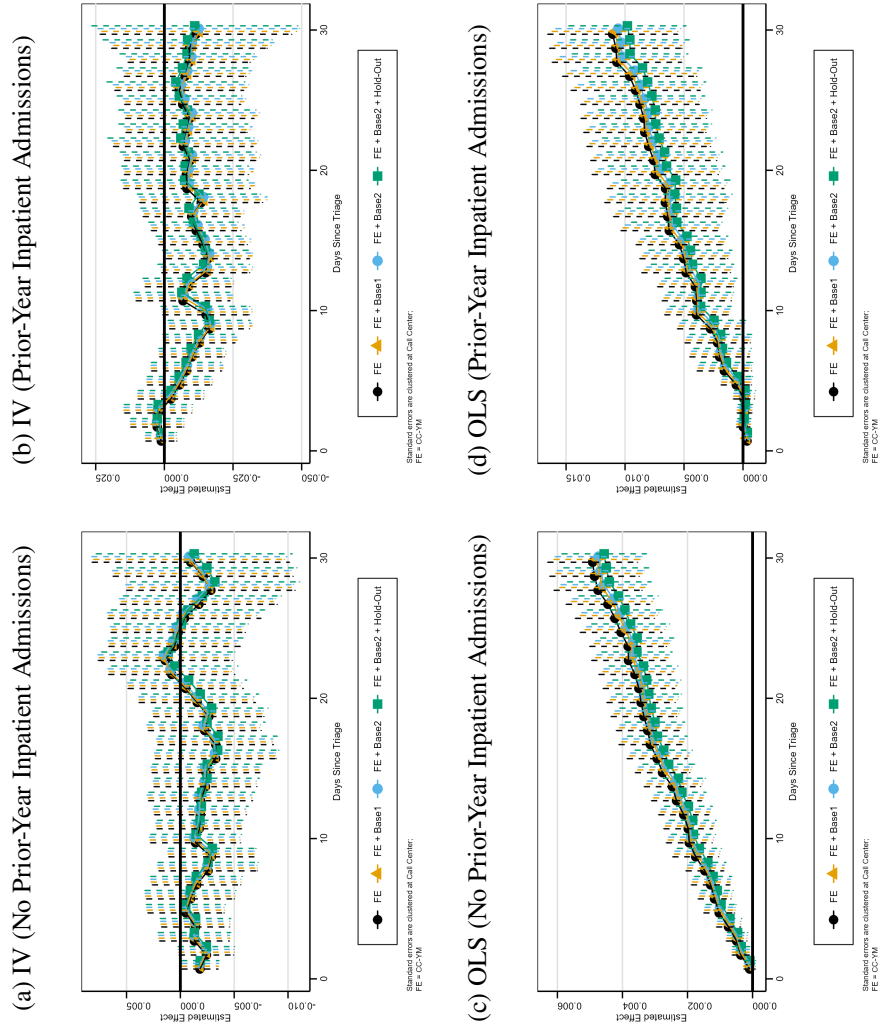 (a) IV (No Prior-Year Inpatient Admissions)
Estimated Effect
0.005
0.000
-0.005
-0.010
0
10
20
30
Days Since Triage
FE FE + Base1 FE + Base2 FE + Base2 + Hold-Out
Standard errors are clustered at Call Center;
FE = CC-YM
(b) IV (Prior-Year Inpatient Admissions)
Estimated Effect
0.025
0.000
-0.025
-0.050
0
10
20
30
Days Since Triage
FE FE + Base1 FE + Base2 FE + Base2 + Hold-Out
Standard errors are clustered at Call Center;
FE = CC-YM
(c) OLS (No Prior-Year Inpatient Admissions)
Estimated Effect
0.006
0.004
0.002
0.000
0
10
20
30
Days Since Triage
FE FE + Base1 FE + Base2 FE + Base2 + Hold-Out
Standard errors are clustered at Call Center;
FE = CC-YM
(d) OLS (Prior-Year Inpatient Admissions)
Estimated Effect
0.015
0.010
0.005
0.000
0
10
20
30
Days Since Triage
FE FE + Base1 FE + Base2 FE + Base2 + Hold-Out
Standard errors are clustered at Call Center;
FE = CC-YM